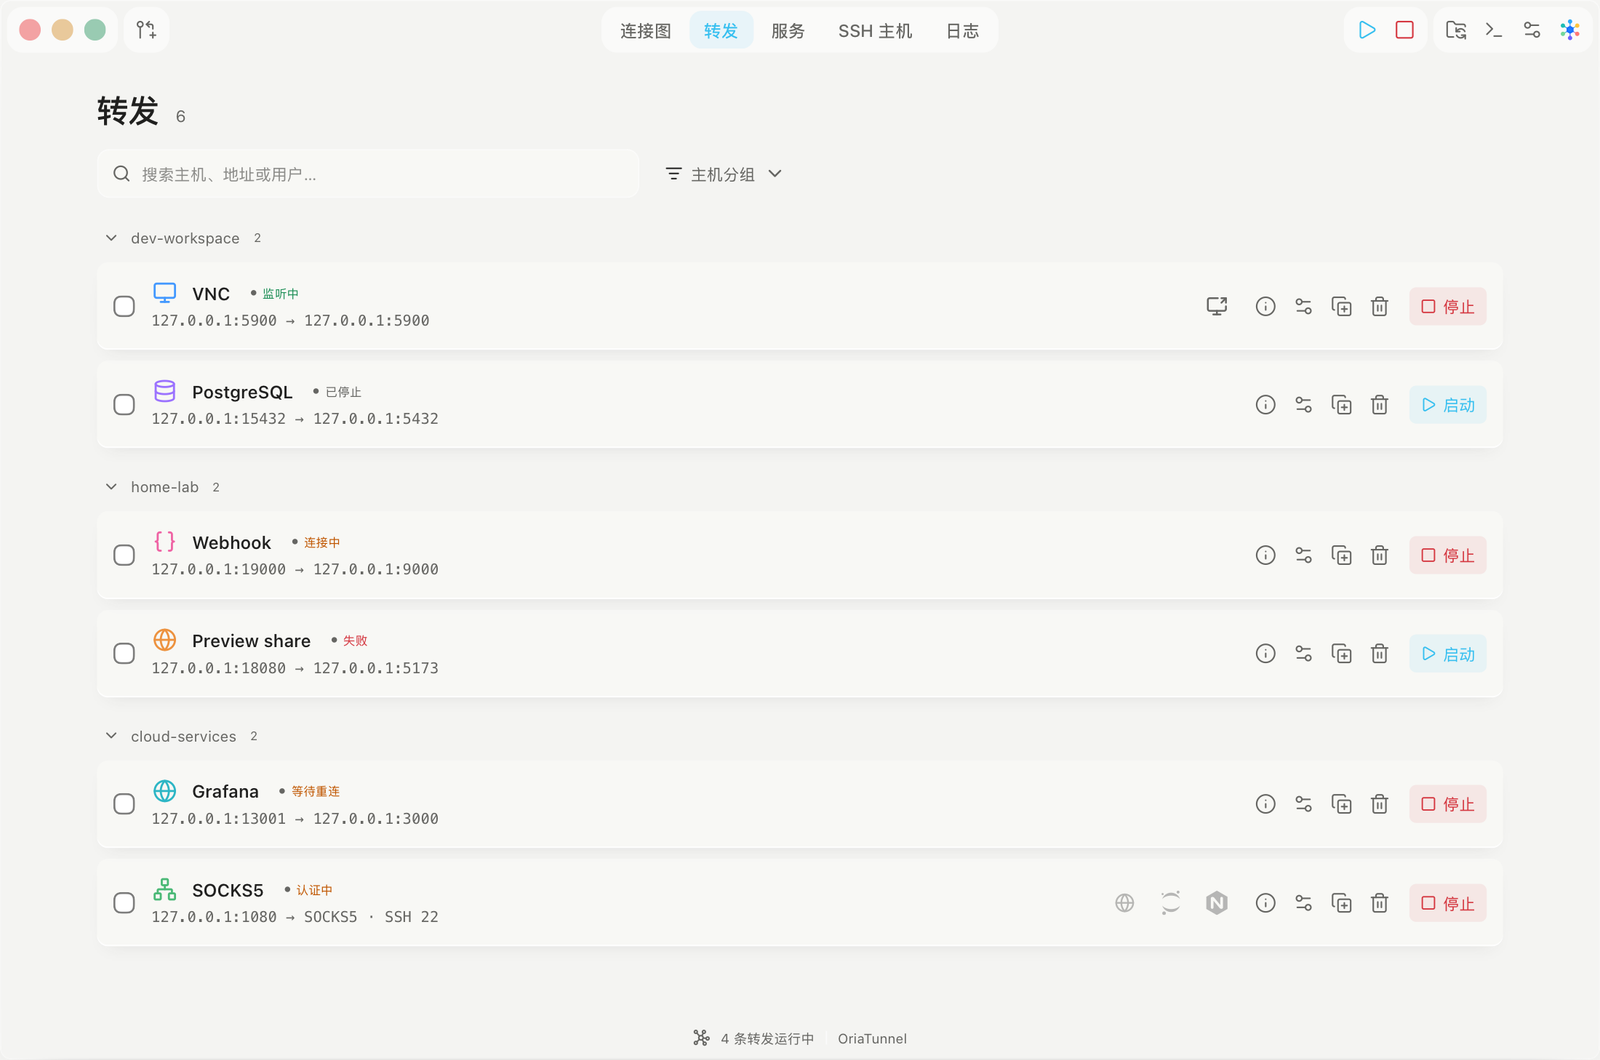 连接图 转发 服务 SSH 主机 日志
转发 6
搜索主机、地址或用户...
主机分组
dev-workspace 2
VNC 监听中
127.0.0.1:5900 → 127.0.0.1:5900
停止
PostgreSQL 已停止
127.0.0.1:15432 → 127.0.0.1:5432
启动
home-lab 2
Webhook 连接中
127.0.0.1:19000 → 127.0.0.1:9000
停止
Preview share 失败
127.0.0.1:18080 → 127.0.0.1:5173
启动
cloud-services 2
Grafana 等待重连
127.0.0.1:13001 → 127.0.0.1:3000
停止
SOCKS5 认证中
127.0.0.1:1080 → SOCKS5 · SSH 22
停止
4 条转发运行中 OriaTunnel